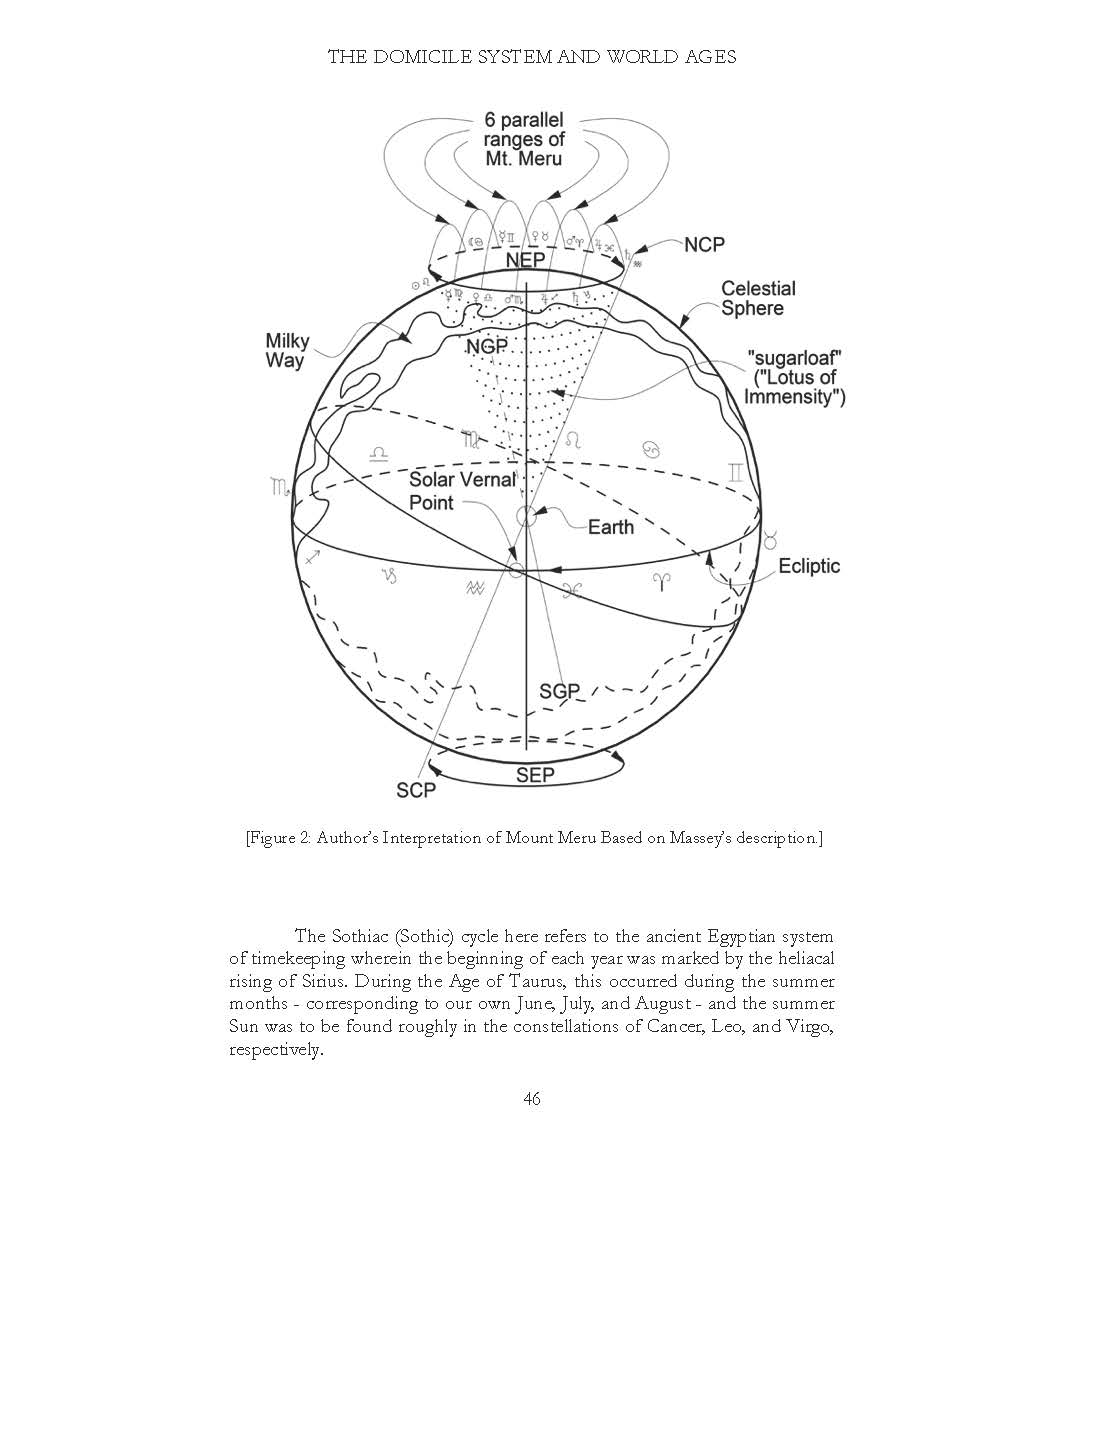 THE DOMICILE SYSTEM AND WORLD AGES
6 parallel
ranges of
Mt. Meru
☾♋ ☿♊ ♀♉ ♂♈ ♃♓ ♄♒
NCP
NEP
☉♌
☿♍ ♀♎ ♂♏ ♃♐ ♄♑
Celestial
Sphere
Milky
Way
NGP
"sugarloaf"
("Lotus of
Immensity")
♏ ♎ ♍ ♌ ♋ ♊
Solar Vernal
Point
Earth
Ecliptic
♐ ♑ ♒ ♓ ♈ ♉
SGP
SEP
SCP
[Figure 2: Author's Interpretation of Mount Meru Based on Massey's description.]
The Sothiac (Sothic) cycle here refers to the ancient Egyptian system
of timekeeping wherein the beginning of each year was marked by the heliacal
rising of Sirius. During the Age of Taurus, this occurred during the summer
months - corresponding to our own June, July, and August - and the summer
Sun was to be found roughly in the constellations of Cancer, Leo, and Virgo,
respectively.
46